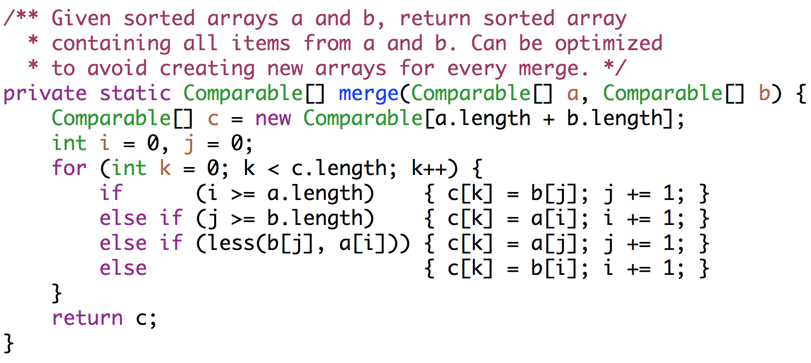 /** Given sorted arrays a and b, return sorted array
  * containing all items from a and b. Can be optimized
  * to avoid creating new arrays for every merge. */
private static Comparable[] merge(Comparable[] a, Comparable[] b) {
    Comparable[] c = new Comparable[a.length + b.length];
    int i = 0, j = 0;
    for (int k = 0; k < c.length; k++) {
        if      (i >= a.length)    { c[k] = b[j]; j += 1; }
        else if (j >= b.length)    { c[k] = a[i]; i += 1; }
        else if (less(b[j], a[i])) { c[k] = a[j]; j += 1; }
        else                       { c[k] = b[i]; i += 1; }
    }
    return c;
}